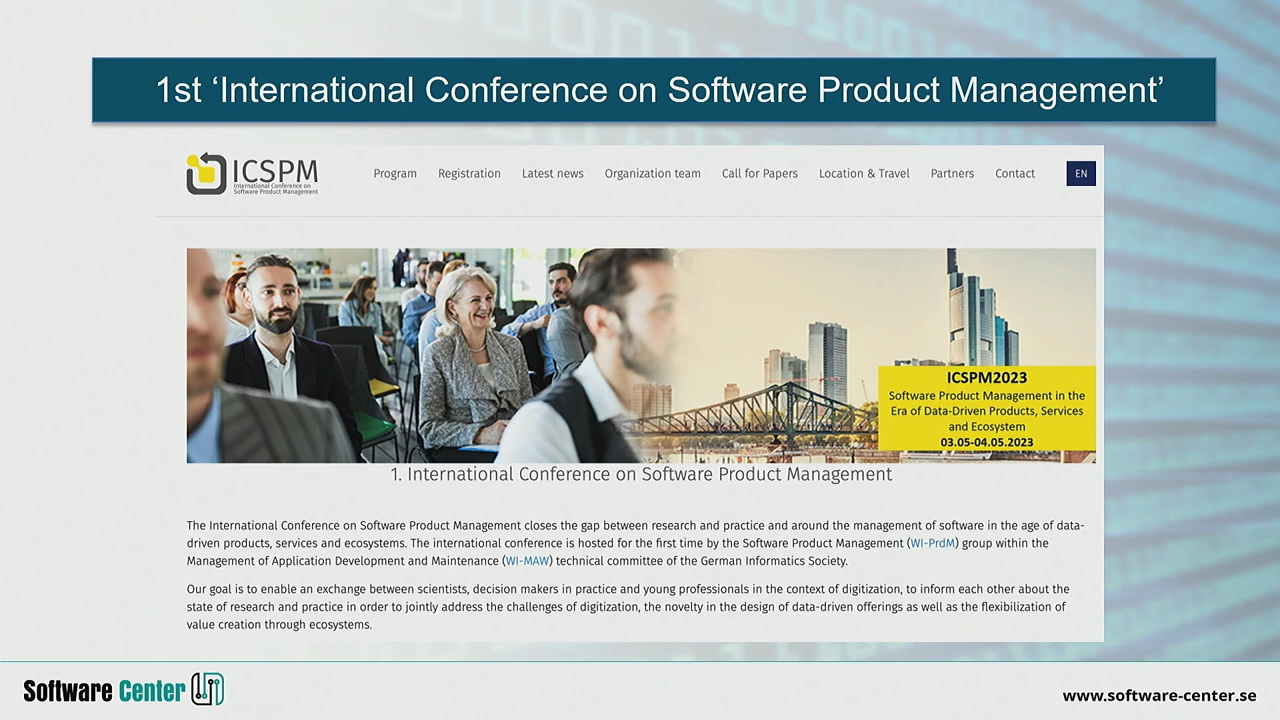 1st ‘International Conference on Software Product Management’
ICSPM
International Conference on
Software Product Management
Program Registration Latest news Organization team Call for Papers Location & Travel Partners Contact EN
ICSPM2023
Software Product Management in the
Era of Data-Driven Products, Services
and Ecosystem
03.05-04.05.2023
1. International Conference on Software Product Management
The International Conference on Software Product Management closes the gap between research and practice and around the management of software in the age of data-
driven products, services and ecosystems. The international conference is hosted for the first time by the Software Product Management (WI-PrdM) group within the
Management of Application Development and Maintenance (WI-MAW) technical committee of the German Informatics Society.
Our goal is to enable an exchange between scientists, decision makers in practice and young professionals in the context of digitization, to inform each other about the
state of research and practice in order to jointly address the challenges of digitization, the novelty in the design of data-driven offerings as well as the flexibilization of
value creation through ecosystems.
Software Center
www.software-center.se